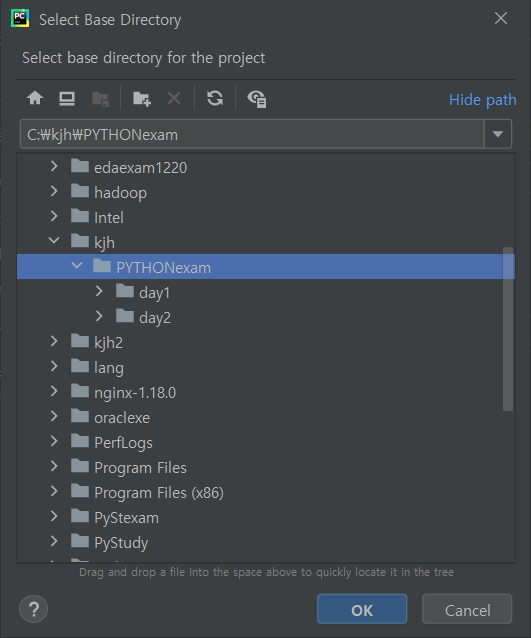 PC
Select Base Directory
Select base directory for the project
Hide path
C:₩kjh₩PYTHONexam
edaexam1220
hadoop
Intel
kjh
PYTHONexam
day1
day2
kjh2
lang
nginx-1.18.0
oraclexe
PerfLogs
Program Files
Program Files (x86)
PyStexam
PyStudy
Drag and drop a file into the space above to quickly locate it in the tree
?
OK
Cancel